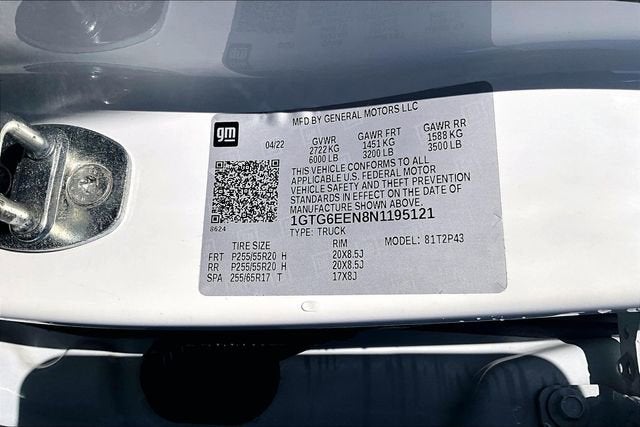 gm
MFD BY GENERAL MOTORS LLC
04/22 GVWR GAWR FRT GAWR RR
2722 KG 1451 KG 1588 KG
6000 LB 3200 LB 3500 LB
THIS VEHICLE CONFORMS TO ALL
APPLICABLE U.S. FEDERAL MOTOR
VEHICLE SAFETY AND THEFT PREVENTION
STANDARDS IN EFFECT ON THE DATE OF
MANUFACTURE SHOWN ABOVE.
1GTG6EEN8N1195121
8624 TYPE: TRUCK
TIRE SIZE RIM MODEL: 81T2P43
FRT P255/55R20 H 20X8.5J
RR P255/55R20 H 20X8.5J
SPA 255/65R17 T 17X8J